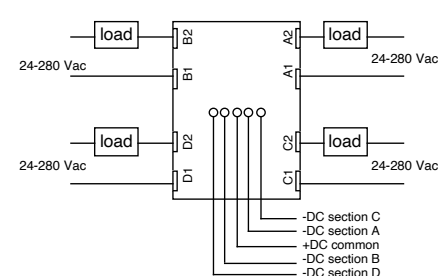 load
B2
A2
load
24-280 Vac
B1
A1
24-280 Vac
load
D2
C2
load
24-280 Vac
D1
C1
24-280 Vac
-DC section C
-DC section A
+DC common
-DC section B
-DC section D